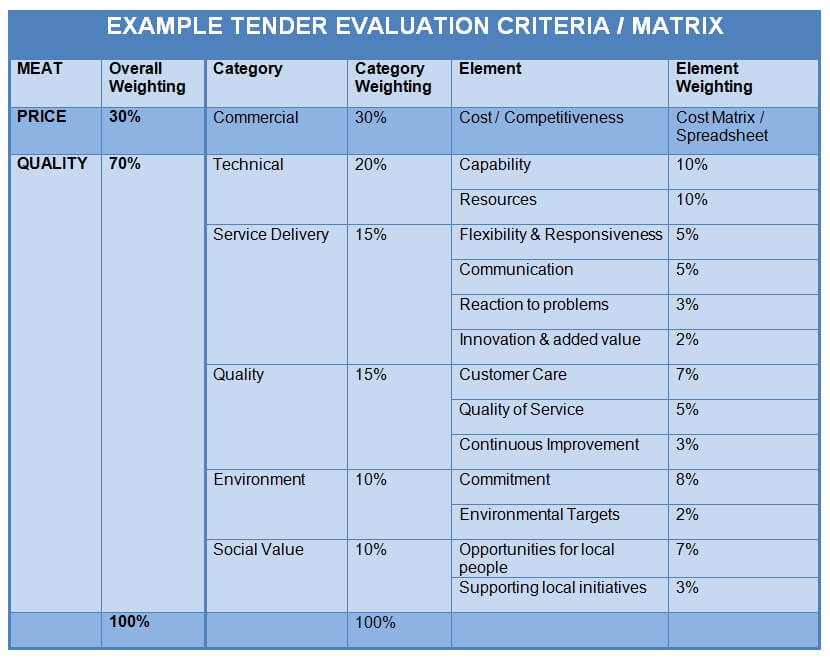 EXAMPLE TENDER EVALUATION CRITERIA / MATRIX
MEAT Overall Weighting Category Category Weighting Element Element Weighting
PRICE 30% Commercial 30% Cost / Competitiveness Cost Matrix / Spreadsheet
QUALITY 70% Technical 20% Capability 10%
Resources 10%
Service Delivery 15% Flexibility & Responsiveness 5%
Communication 5%
Reaction to problems 3%
Innovation & added value 2%
Quality 15% Customer Care 7%
Quality of Service 5%
Continuous Improvement 3%
Environment 10% Commitment 8%
Environmental Targets 2%
Social Value 10% Opportunities for local people 7%
Supporting local initiatives 3%
100% 100%